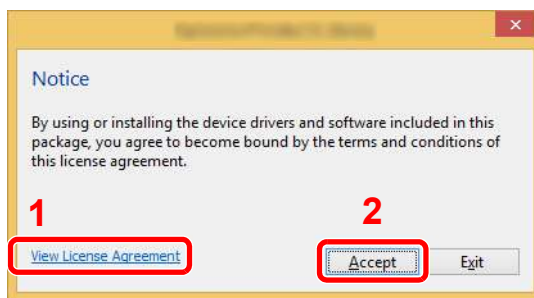 Notice
By using or installing the device drivers and software included in this
package, you agree to become bound by the terms and conditions of
this license agreement.
1
2
View License Agreement
Accept
Exit